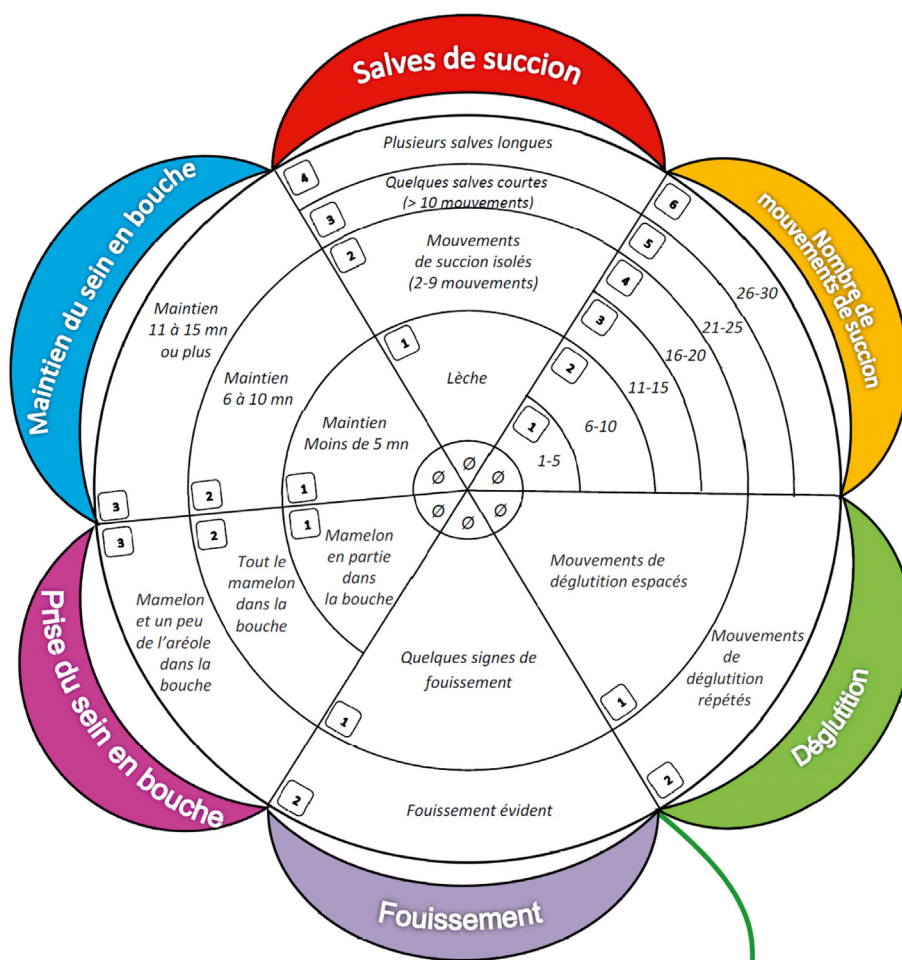 Salves de succion
Plusieurs salves longues
4
Quelques salves courtes
(> 10 mouvements)
3
Mouvements
de succion isolés
(2-9 mouvements)
2
Lèche
1
Ø
Nombre de
mouvements de succion
6
26-30
5
21-25
4
16-20
3
11-15
2
6-10
1
1-5
Ø
Déglutition
Mouvements de
déglutition espacés
1
Mouvements
de
déglutition
répétés
2
Ø
Fouissement
Quelques signes de
fouissement
1
Fouissement évident
2
Ø
Prise du sein en bouche
Mamelon
en partie
dans
la bouche
1
Tout le
mamelon
dans la
bouche
2
Mamelon
et un peu
de l'aréole
dans la
bouche
3
Ø
Maintien du sein en bouche
Maintien
Moins de 5 mn
1
Maintien
6 à 10 mn
2
Maintien
11 à 15 mn
ou plus
3
Ø